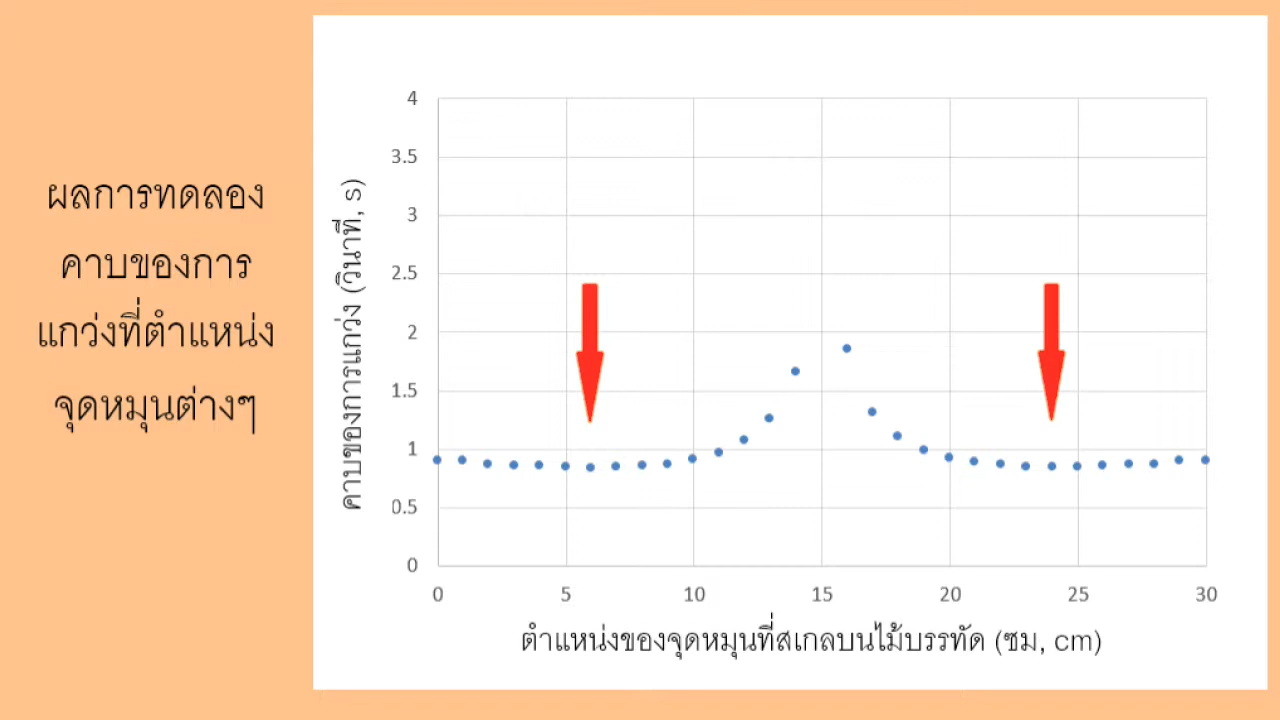 ผลการทดลอง
คาบของการ
แกว่งที่ตำแหน่ง
จุดหมุนต่างๆ
คาบของการแกว่ง (วินาที, s)
4
3.5
3
2.5
2
1.5
1
0.5
0
0 5 10 15 20 25 30
ตำแหน่งของจุดหมุนที่สเกลบนไม้บรรทัด (ซม, cm)